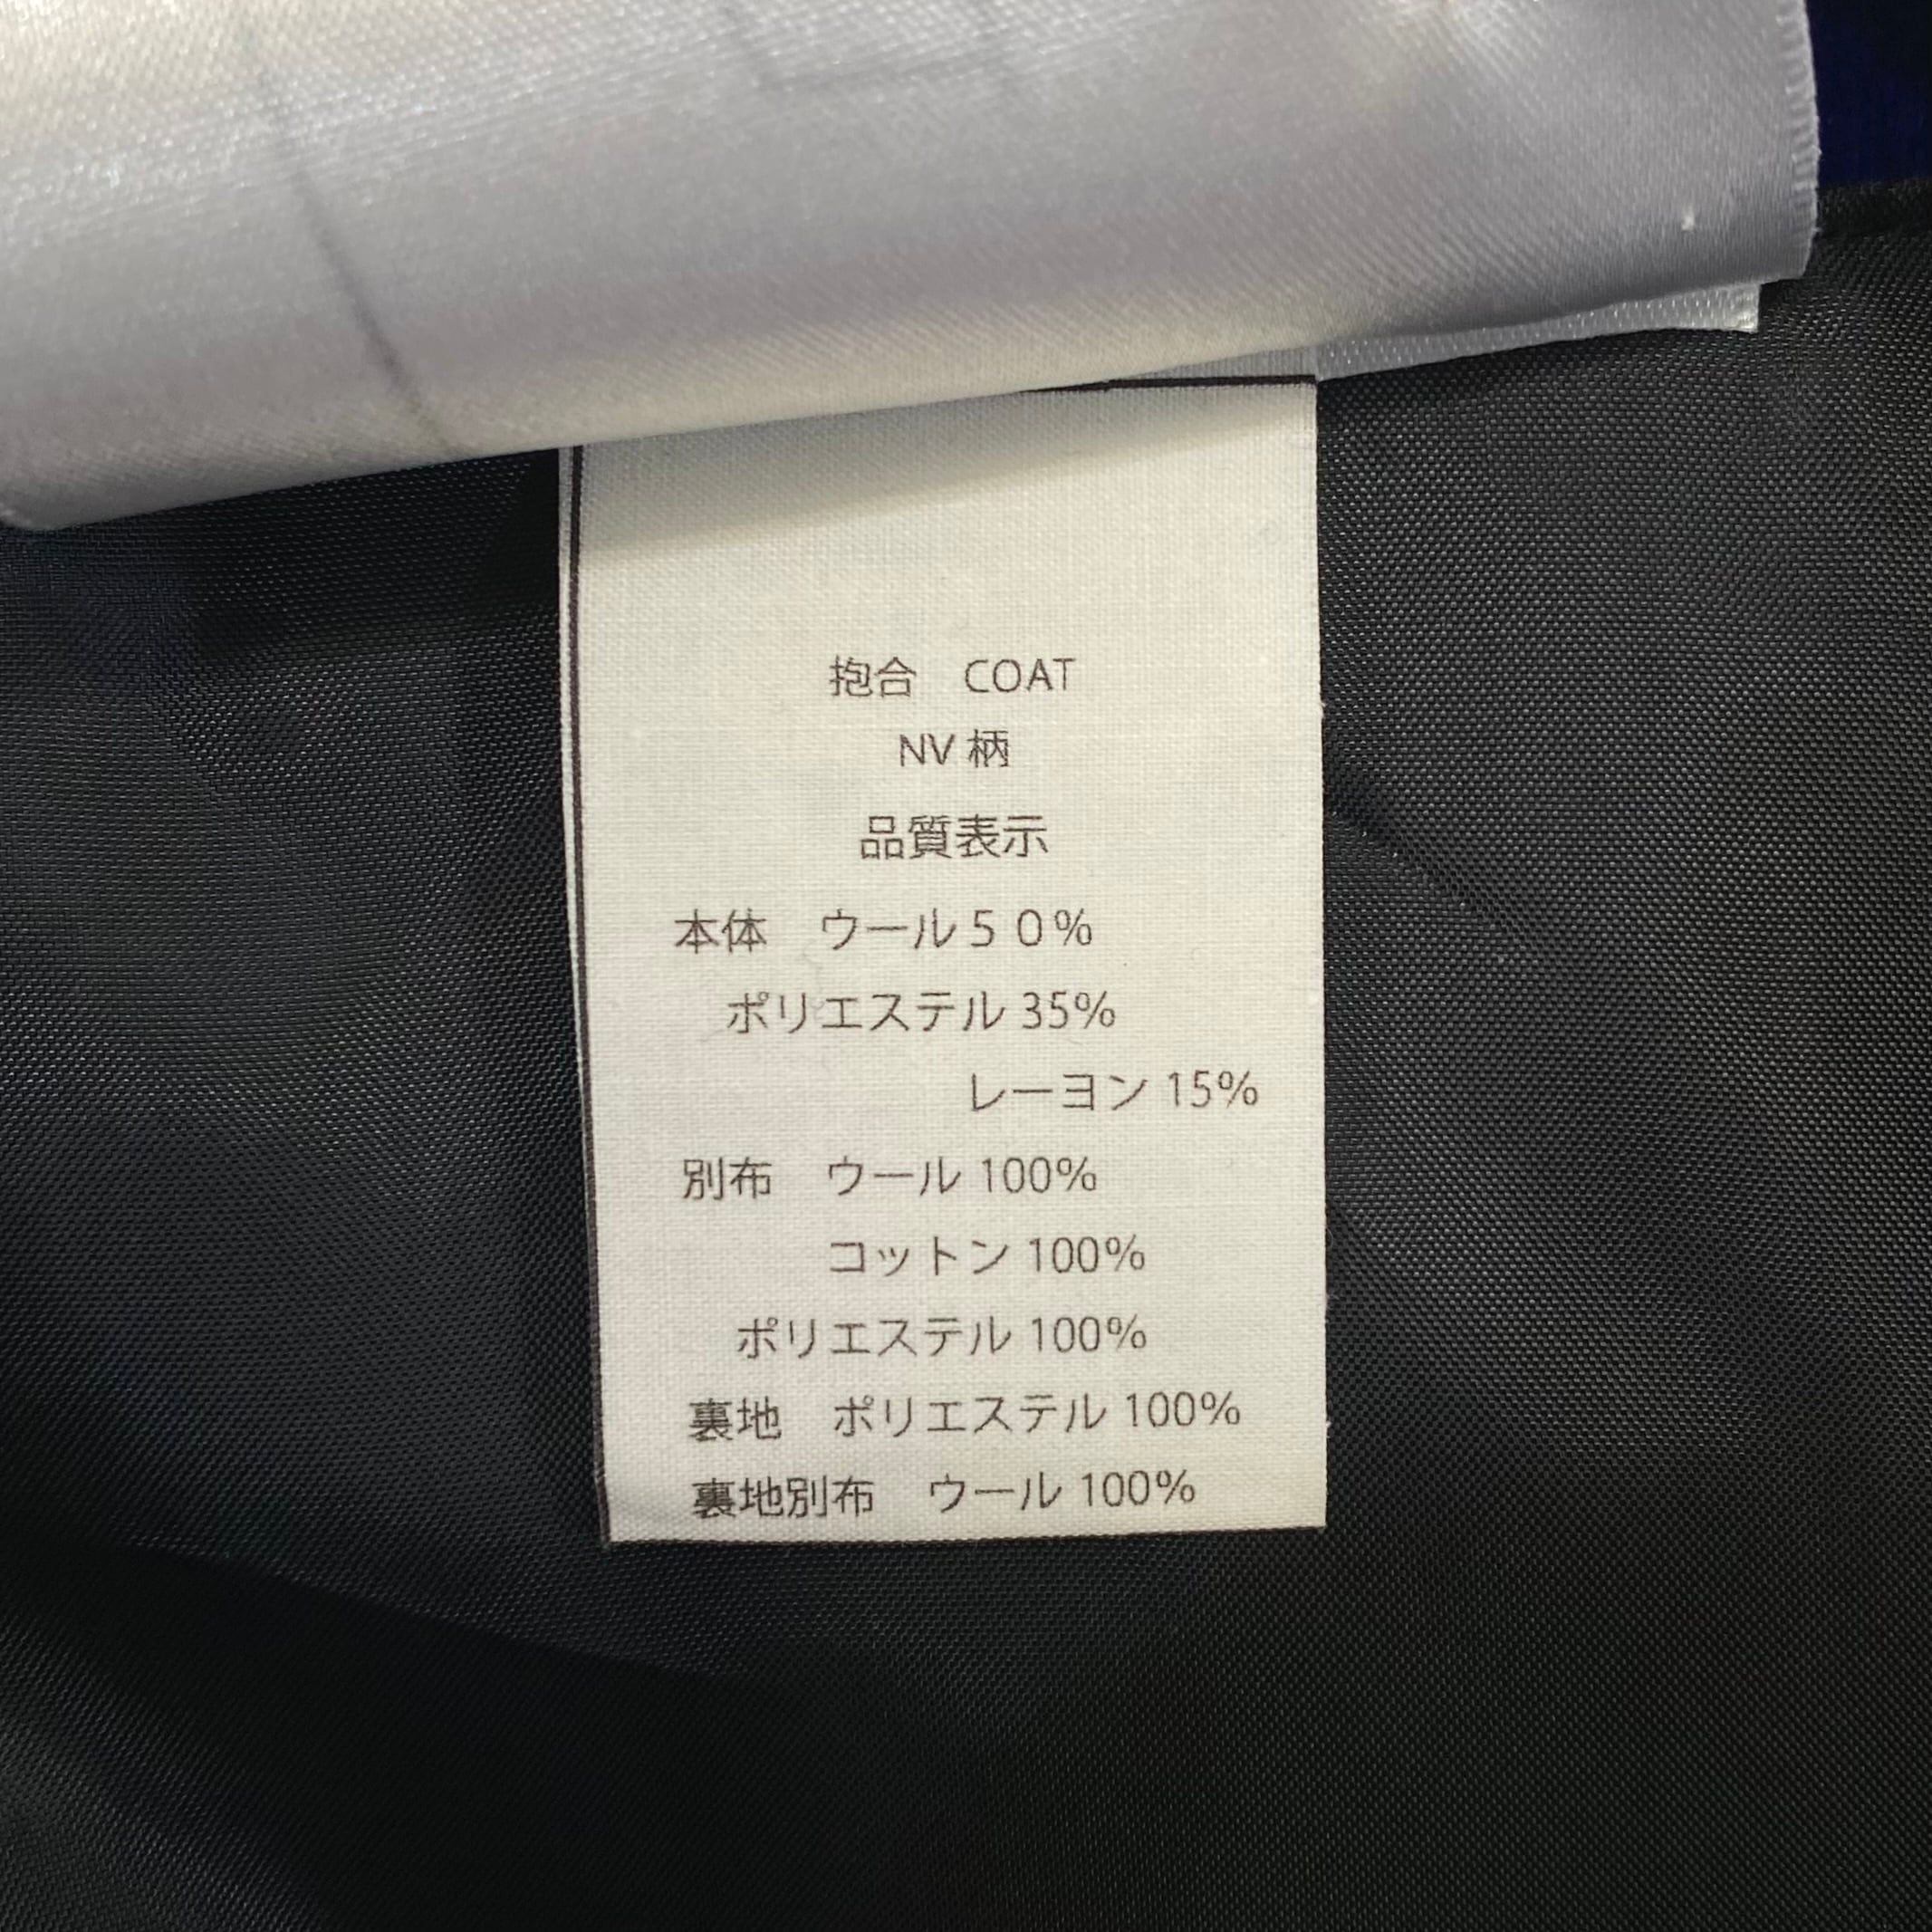 抱合　COAT
NV 柄
品質表示
本体　ウール５０%
ポリエステル 35%
レーヨン 15%
別布　ウール 100%
コットン 100%
ポリエステル 100%
裏地　ポリエステル 100%
裏地別布　ウール 100%